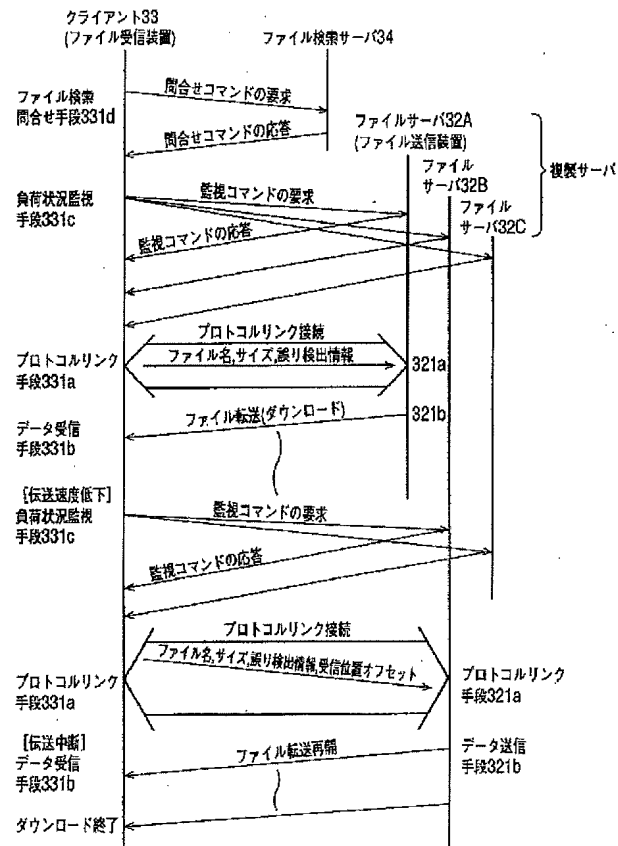 クライアント33
(ファイル受信装置)
ファイル検索サーバ34
ファイル検索
問合せ手段331d
問合せコマンドの要求
問合せコマンドの応答
ファイルサーバ32A
(ファイル送信装置)
ファイル
サーバ32B
ファイル
サーバ32C
複製サーバ
負荷状況監視
手段331c
監視コマンドの要求
監視コマンドの応答
プロトコルリンク接続
ファイル名,サイズ,誤り検出情報
プロトコルリンク
手段331a
321a
ファイル転送(ダウンロード)
321b
データ受信
手段331b
[伝送速度低下]
負荷状況監視
手段331c
監視コマンドの要求
監視コマンドの応答
プロトコルリンク接続
ファイル名,サイズ,誤り検出情報,受信位置オフセット
プロトコルリンク
手段331a
プロトコルリンク
手段321a
[伝送中断]
データ受信
手段331b
ファイル転送再開
データ送信
手段321b
ダウンロード終了